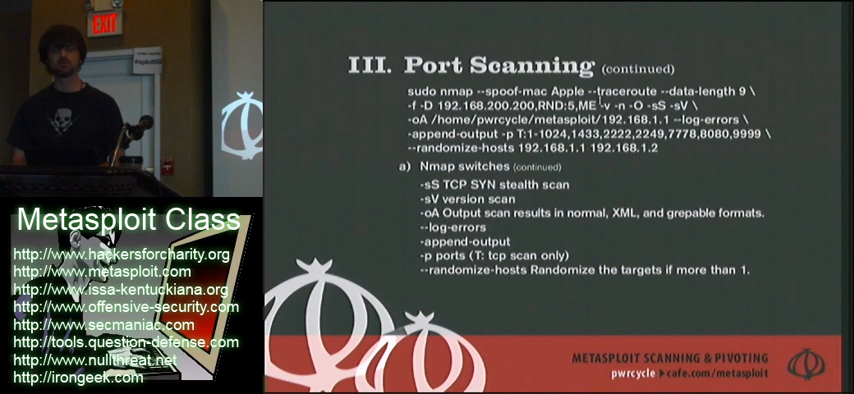 EXIT
III. Port Scanning (continued)
sudo nmap --spoof-mac Apple --traceroute --data-length 9 \
-f -D 192.168.200.200,RND:5,ME -v -n -O -sS -sV \
-oA /home/pwrcycle/metasploit/192.168.1.1 --log-errors \
-append-output -p T:1-1024,1433,2222,2249,7778,8080,9999 \
--randomize-hosts 192.168.1.1 192.168.1.2
a) Nmap switches (continued)
-sS TCP SYN stealth scan
-sV version scan
-oA Output scan results in normal, XML, and grepable formats.
--log-errors
-append-output
-p ports (T: tcp scan only)
--randomize-hosts Randomize the targets if more than 1.
METASPLOIT SCANNING & PIVOTING
pwrcycle cafe.com/metasploit
Metasploit Class
http://www.hackersforcharity.org
http://www.metasploit.com
http://www.issa-kentuckiana.org
http://www.offensive-security.com
http://www.secmaniac.com
http://tools.question-defense.com
http://www.nullthreat.net
http://irongeek.com